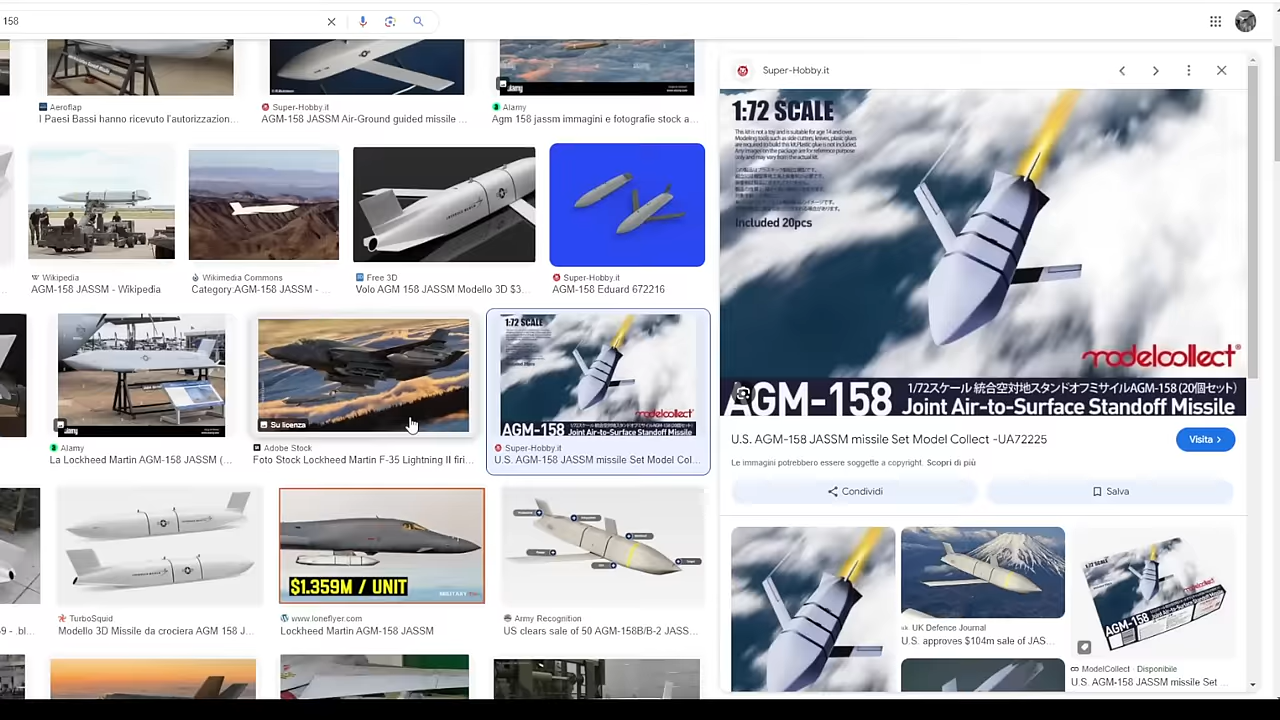 158
Aeroflap
I Paesi Bassi hanno ricevuto l'autorizzazion...
Super-Hobby.it
AGM-158 JASSM Air-Ground guided missile ...
alamy
Alamy
Agm 158 jassm immagini e fotografie stock a...
Wikipedia
AGM-158 JASSM - Wikipedia
Wikimedia Commons
Category:AGM-158 JASSM - ...
Free 3D
Volo AGM 158 JASSM Modello 3D $3...
Super-Hobby.it
AGM-158 Eduard 672216
Alamy
La Lockheed Martin AGM-158 JASSM (...
Su licenza
Adobe Stock
Foto Stock Lockheed Martin F-35 Lightning II firi...
1:72 SCALE
modelcollect
AGM-158
Joint Air-to-Surface Standoff Missile
Super-Hobby.it
U.S. AGM-158 JASSM missile Set Model Col...
9 - .bl...
TurboSquid
Modello 3D Missile da crociera AGM 158 J...
$1.359M / UNIT
www.loneflyer.com
Lockheed Martin AGM-158 JASSM
Army Recognition
US clears sale of 50 AGM-158B/B-2 JASS...
Super-Hobby.it
1:72 SCALE
Included 20pcs
modelcollect
AGM-158
1/72スケール 統合空対地スタンドオフミサイルAGM-158 (20個セット)
Joint Air-to-Surface Standoff Missile
U.S. AGM-158 JASSM missile Set Model Collect -UA72225
Visita
Le immagini potrebbero essere soggette a copyright. Scopri di più
Condividi
Salva
UK Defence Journal
U.S. approves $104m sale of JAS...
modelcollect
AGM-158
ModelCollect · Disponibile
U.S. AGM-158 JASSM missile Set ...